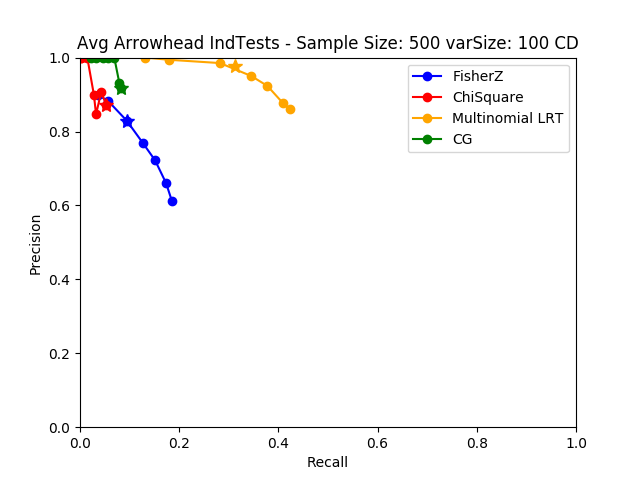 Avg Arrowhead IndTests - Sample Size: 500 varSize: 100 CD
1.0
0.8
0.6
0.4
0.2
0.0
Precision
FisherZ
ChiSquare
Multinomial LRT
CG
0.0 0.2 0.4 0.6 0.8 1.0
Recall